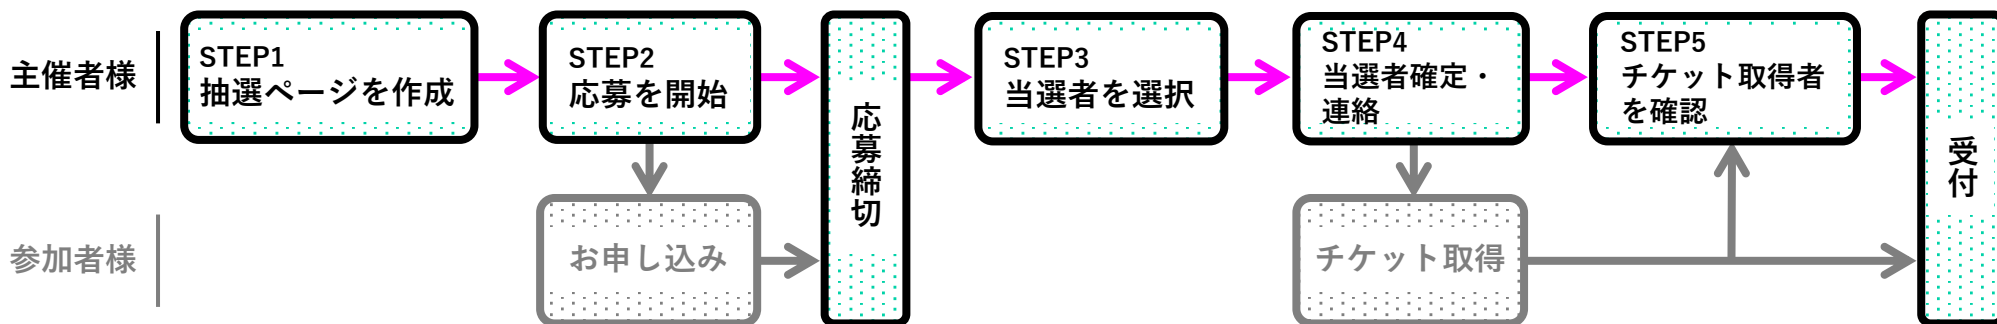 主催者様
STEP1
抽選ページを作成
STEP2
応募を開始
応募締切
STEP3
当選者を選択
STEP4
当選者確定・
連絡
STEP5
チケット取得者
を確認
受付
参加者様
お申し込み
チケット取得